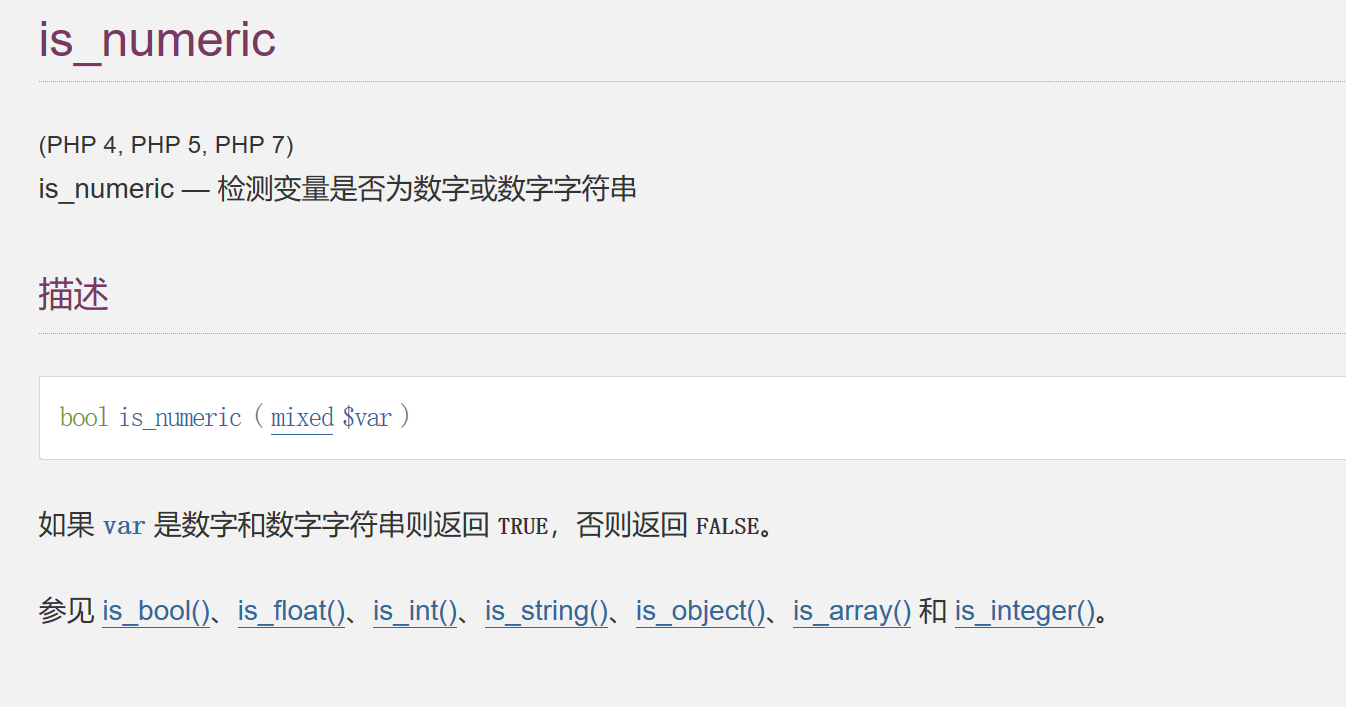 is_numeric
(PHP 4, PHP 5, PHP 7)
is_numeric — 检测变量是否为数字或数字字符串
描述
bool is_numeric ( mixed $var )
如果 var 是数字和数字字符串则返回 TRUE，否则返回 FALSE。
参见 is_bool()、is_float()、is_int()、is_string()、is_object()、is_array() 和 is_integer()。